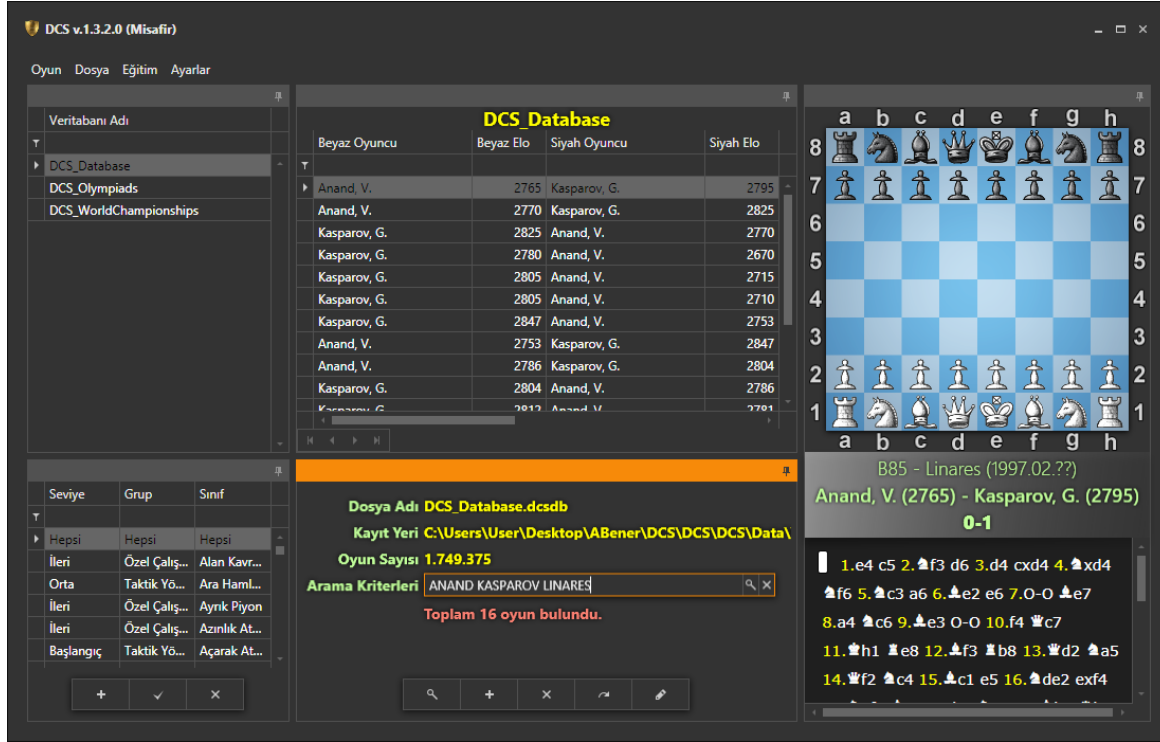 DCS v.1.3.2.0 (Misafir)
Oyun Dosya Eğitim Ayarlar
Veritabanı Adı
DCS_Database
DCS_Olympiads
DCS_WorldChampionships
DCS_Database
Beyaz Oyuncu Beyaz Elo Siyah Oyuncu Siyah Elo
Anand, V. 2765 Kasparov, G. 2795
Anand, V. 2770 Kasparov, G. 2825
Kasparov, G. 2825 Anand, V. 2770
Kasparov, G. 2780 Anand, V. 2670
Kasparov, G. 2805 Anand, V. 2715
Kasparov, G. 2805 Anand, V. 2710
Kasparov, G. 2847 Anand, V. 2753
Anand, V. 2753 Kasparov, G. 2847
Anand, V. 2786 Kasparov, G. 2804
Kasparov, G. 2804 Anand, V. 2786
Kasparov, G. 2812 Anand, V. 2781
a b c d e f g h
8 8
7 7
6 6
5 5
4 4
3 3
2 2
1 1
a b c d e f g h
Seviye Grup Sınıf
Hepsi Hepsi Hepsi
İleri Özel Çalış... Alan Kavr...
Orta Taktik Yö... Ara Haml...
İleri Özel Çalış... Ayrık Piyon
İleri Özel Çalış... Azınlık At...
Başlangıç Taktik Yö... Açarak At...
Dosya Adı DCS_Database.dcsdb
Kayıt Yeri C:\Users\User\Desktop\ABener\DCS\DCS\DCS\Data\
Oyun Sayısı 1.749.375
Arama Kriterleri ANAND KASPAROV LINARES
Toplam 16 oyun bulundu.
B85 - Linares (1997.02.??)
Anand, V. (2765) - Kasparov, G. (2795)
0-1
1.e4 c5 2.♞f3 d6 3.d4 cxd4 4.♞xd4
♞f6 5.♞c3 a6 6.♝e2 e6 7.O-O ♝e7
8.a4 ♞c6 9.♝e3 O-O 10.f4 ♛c7
11.♚h1 ♜e8 12.♝f3 ♜b8 13.♛d2 ♞a5
14.♛f2 ♞c4 15.♝c1 e5 16.♞de2 exf4